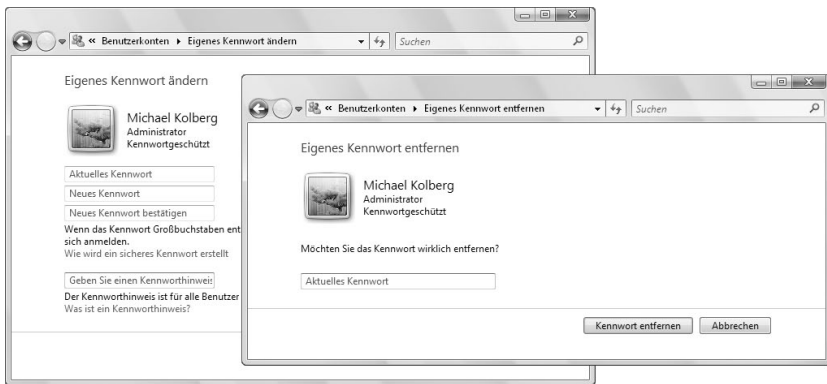 « Benutzerkonten ▸ Eigenes Kennwort ändern
Suchen
Eigenes Kennwort ändern
Michael Kolberg
Administrator
Kennwortgeschützt
Aktuelles Kennwort
Neues Kennwort
Neues Kennwort bestätigen
Wenn das Kennwort Großbuchstaben
sich anmelden.
Wie wird ein sicheres Kennwort erstellt
Geben Sie einen
Der Kennworthinweis ist für alle Benutzer
Was ist ein Kennworthinweis?
« Benutzerkonten ▸ Eigenes Kennwort entfernen
Suchen
Eigenes Kennwort entfernen
Michael Kolberg
Administrator
Kennwortgeschützt
Möchten Sie das Kennwort wirklich entfernen?
Aktuelles Kennwort
Kennwort entfernen
Abbrechen